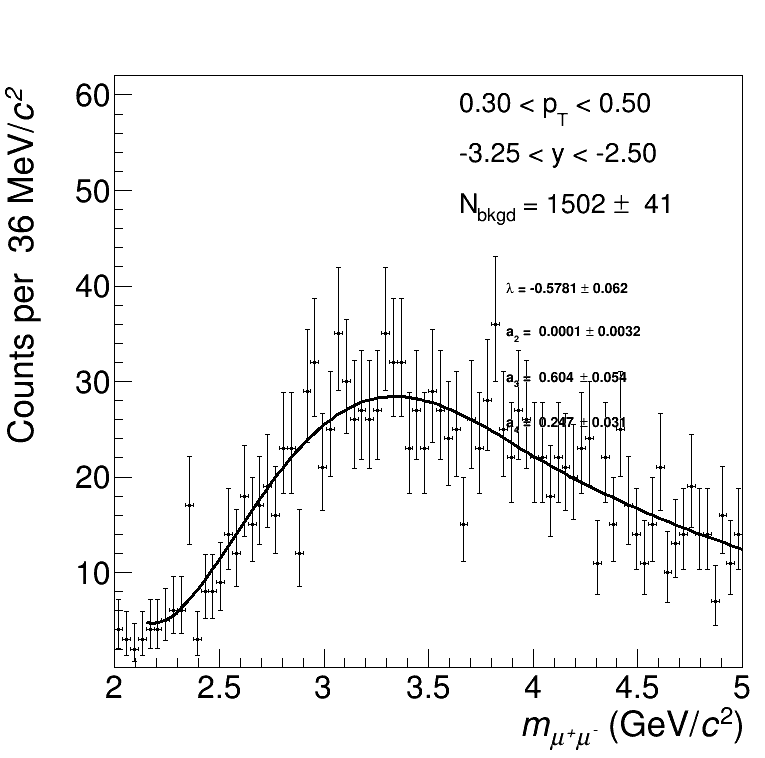 0.30 < p_T < 0.50
-3.25 < y < -2.50
N_bkgd = 1502 ± 41
λ = -0.5781 ± 0.062
a_2 = 0.0001 ± 0.0032
a_3 = 0.604 ± 0.054
a_4 = 0.247 ± 0.031
Counts per 36 MeV/c²
60
50
40
30
20
10
2 2.5 3 3.5 4 4.5 5
m_μ⁺μ⁻ (GeV/c²)